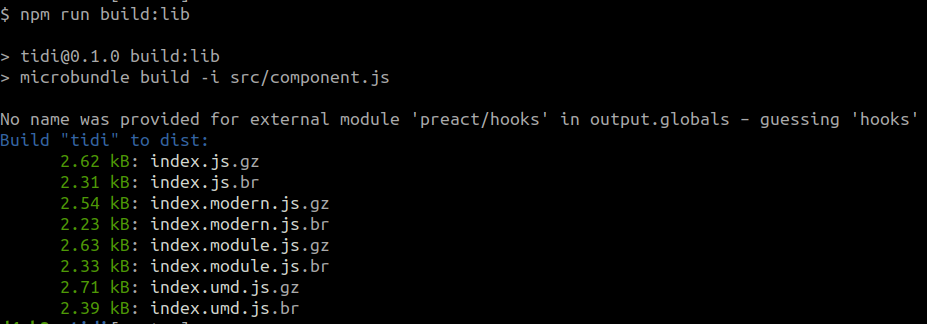 $ npm run build:lib
> tidi@0.1.0 build:lib
> microbundle build -i src/component.js
No name was provided for external module 'preact/hooks' in output.globals – guessing 'hooks'
Build "tidi" to dist:
2.62 kB: index.js.gz
2.31 kB: index.js.br
2.54 kB: index.modern.js.gz
2.23 kB: index.modern.js.br
2.63 kB: index.module.js.gz
2.33 kB: index.module.js.br
2.71 kB: index.umd.js.gz
2.39 kB: index.umd.js.br